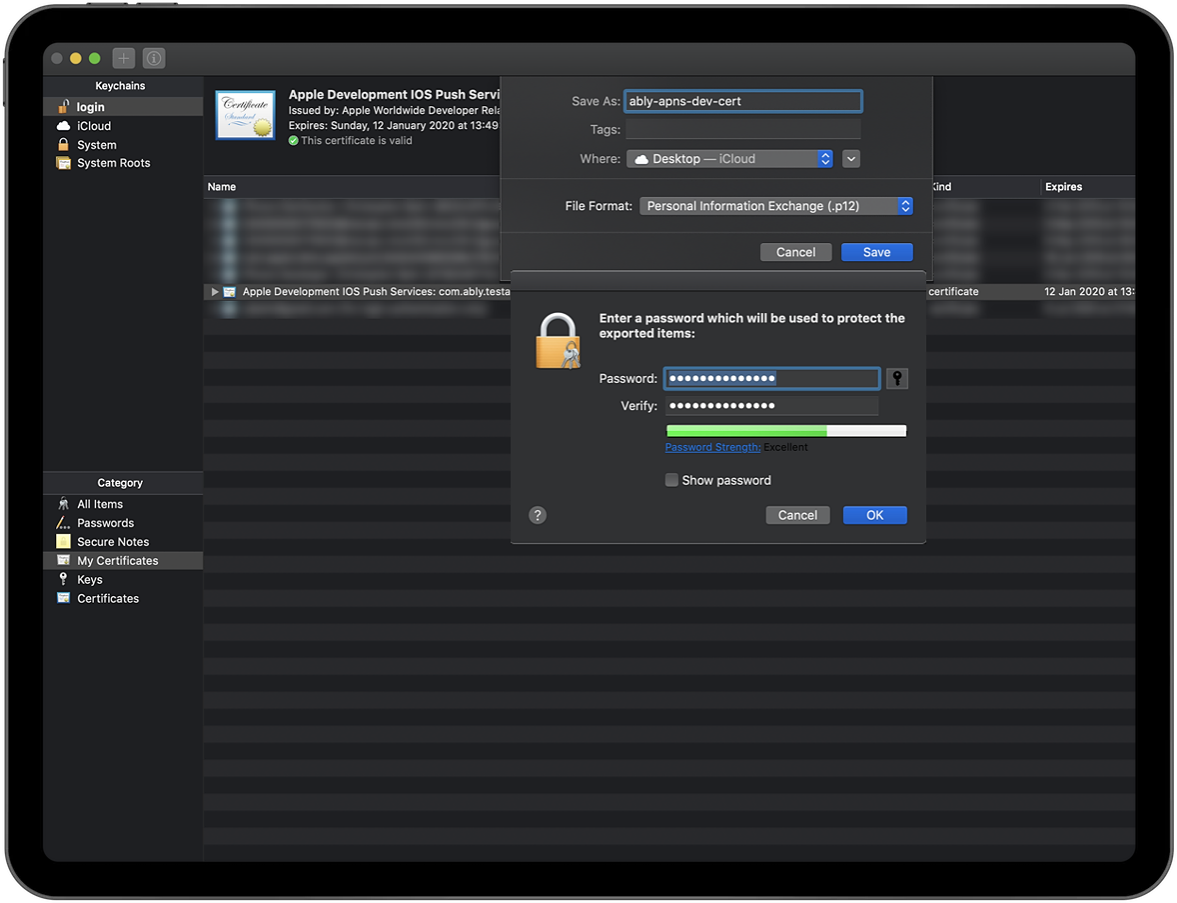 Keychains
login
iCloud
System
System Roots
Certificate
Standard
Apple Development IOS Push Servi
Issued by: Apple Worldwide Developer Rela
Expires: Sunday, 12 January 2020 at 13:49
This certificate is valid
Save As: ably-apns-dev-cert
Tags:
Where: Desktop — iCloud
File Format: Personal Information Exchange (.p12)
Cancel Save
Name Kind Expires
Apple Development IOS Push Services: com.ably.testa certificate 12 Jan 2020 at 13:
Enter a password which will be used to protect the
exported items:
Password: ••••••••••••••
Verify: ••••••••••••••
Password Strength: Excellent
Show password
? Cancel OK
Category
All Items
Passwords
Secure Notes
My Certificates
Keys
Certificates